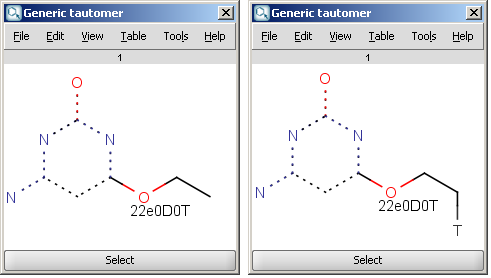 Generic tautomer
File Edit View Table Tools Help
1
O
N N
N O
22e0D0T
Select
Generic tautomer
File Edit View Table Tools Help
1
O
N N
N O
22e0D0T
T
Select